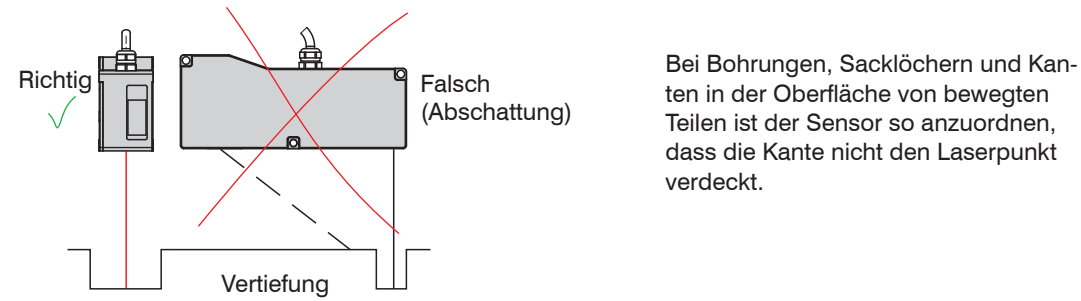 Richtig
Falsch
(Abschattung)
Vertiefung
Bei Bohrungen, Sacklöchern und Kan-
ten in der Oberfläche von bewegten
Teilen ist der Sensor so anzuordnen,
dass die Kante nicht den Laserpunkt
verdeckt.